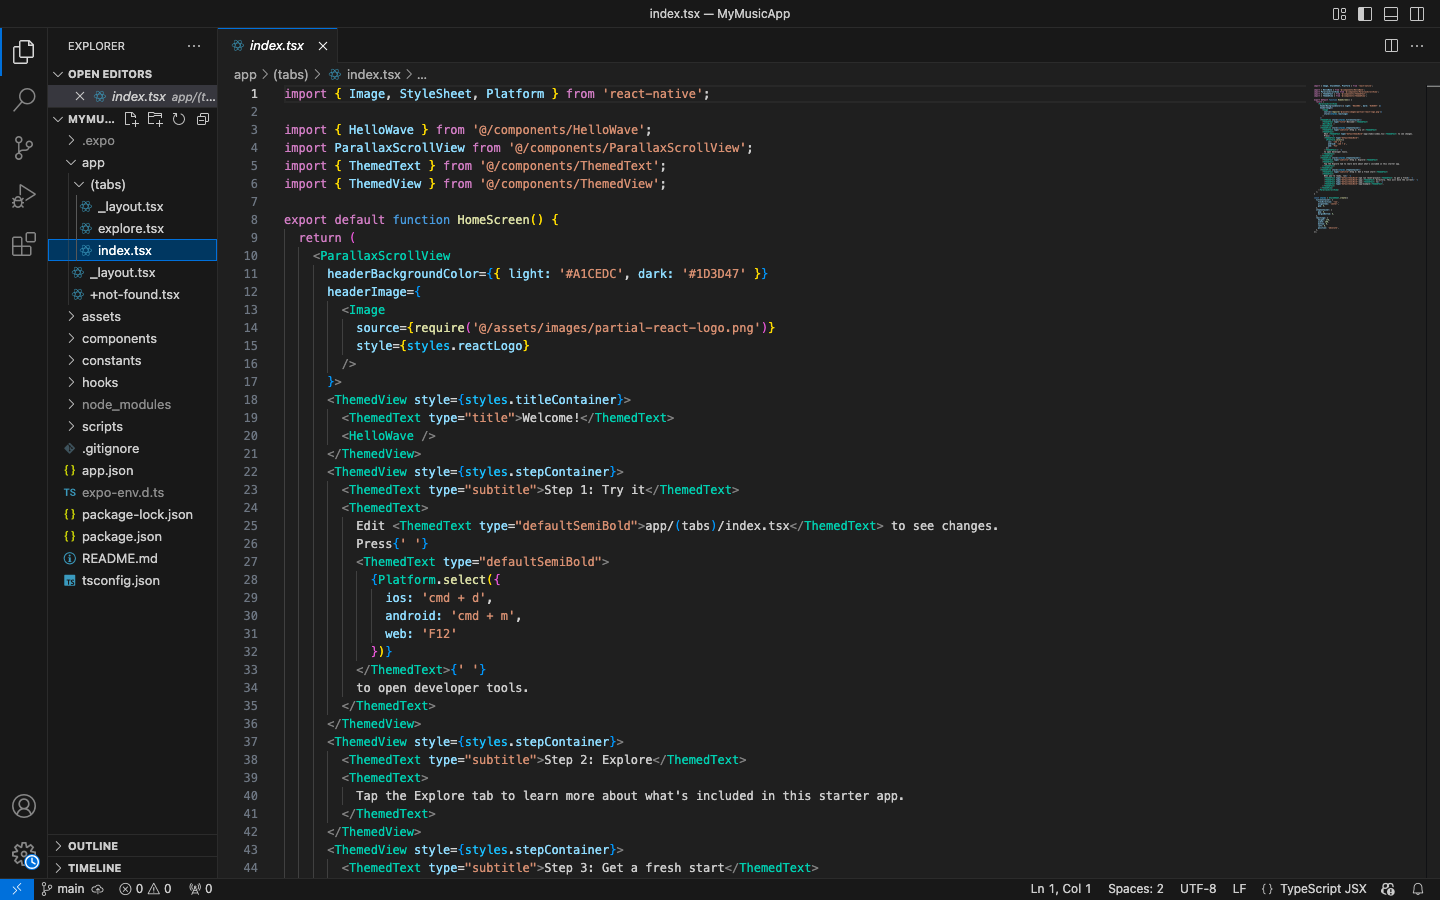 index.tsx — MyMusicApp
EXPLORER
index.tsx
OPEN EDITORS
index.tsx app/(t...
MYMU...
.expo
app
(tabs)
_layout.tsx
explore.tsx
index.tsx
_layout.tsx
+not-found.tsx
assets
components
constants
hooks
node_modules
scripts
.gitignore
{} app.json
TS expo-env.d.ts
{} package-lock.json
{} package.json
README.md
TS tsconfig.json
OUTLINE
TIMELINE
app > (tabs) > index.tsx > ...
1 import { Image, StyleSheet, Platform } from 'react-native';
2
3 import { HelloWave } from '@/components/HelloWave';
4 import ParallaxScrollView from '@/components/ParallaxScrollView';
5 import { ThemedText } from '@/components/ThemedText';
6 import { ThemedView } from '@/components/ThemedView';
7
8 export default function HomeScreen() {
9 return (
10 <ParallaxScrollView
11 headerBackgroundColor={{ light: '#A1CEDC', dark: '#1D3D47' }}
12 headerImage={
13 <Image
14 source={require('@/assets/images/partial-react-logo.png')}
15 style={styles.reactLogo}
16 />
17 }>
18 <ThemedView style={styles.titleContainer}>
19 <ThemedText type="title">Welcome!</ThemedText>
20 <HelloWave />
21 </ThemedView>
22 <ThemedView style={styles.stepContainer}>
23 <ThemedText type="subtitle">Step 1: Try it</ThemedText>
24 <ThemedText>
25 Edit <ThemedText type="defaultSemiBold">app/(tabs)/index.tsx</ThemedText> to see changes.
26 Press{' '}
27 <ThemedText type="defaultSemiBold">
28 {Platform.select({
29 ios: 'cmd + d',
30 android: 'cmd + m',
31 web: 'F12'
32 })}
33 </ThemedText>{' '}
34 to open developer tools.
35 </ThemedText>
36 </ThemedView>
37 <ThemedView style={styles.stepContainer}>
38 <ThemedText type="subtitle">Step 2: Explore</ThemedText>
39 <ThemedText>
40 Tap the Explore tab to learn more about what's included in this starter app.
41 </ThemedText>
42 </ThemedView>
43 <ThemedView style={styles.stepContainer}>
44 <ThemedText type="subtitle">Step 3: Get a fresh start</ThemedText>
main 0 0 0 Ln 1, Col 1 Spaces: 2 UTF-8 LF {} TypeScript JSX